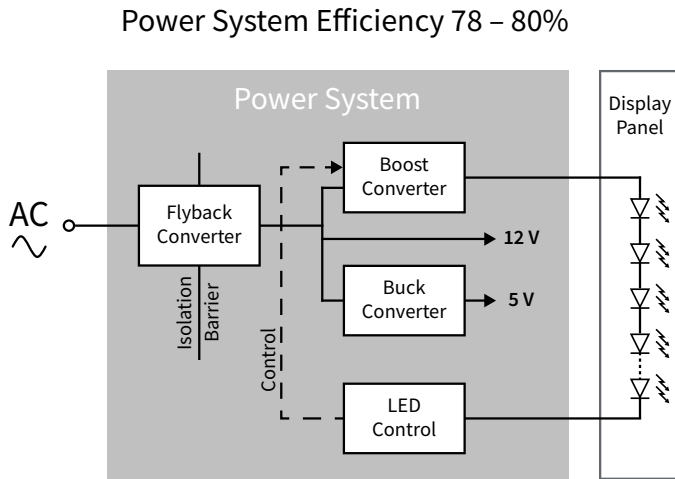 Power System Efficiency 78 – 80%
Power System
Display
Panel
Boost
Converter
AC
Flyback
Converter
12 V
Isolation
Barrier
Buck
Converter
5 V
Control
LED
Control